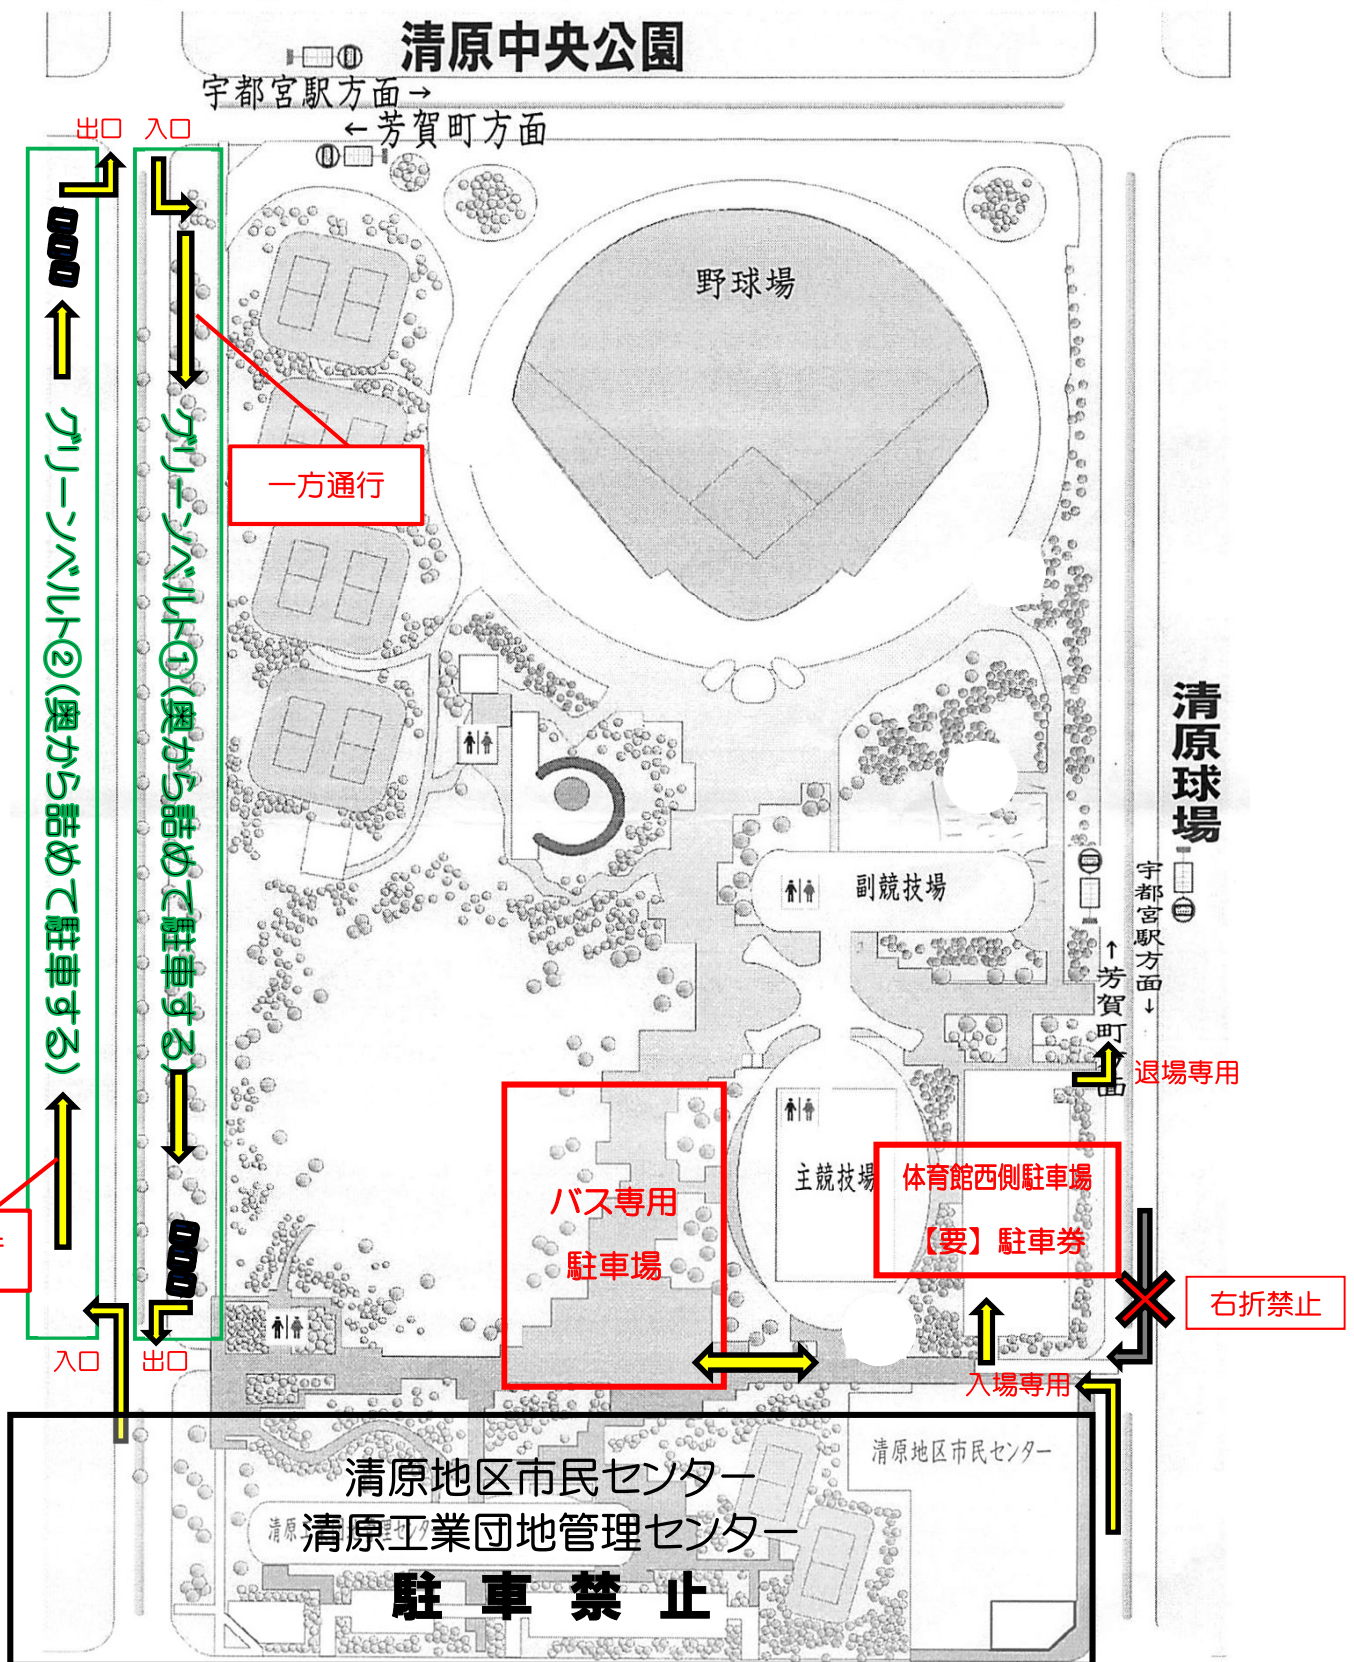 清原中央公園
宇都宮駅方面→
←芳賀町方面
出口
入口
野球場
一方通行
グリーンベルト②(奥から詰めて駐車する)
グリーンベルト①(奥から詰めて駐車する)
清原球場
副競技場
宇都宮駅方面→
←芳賀町方面
退場専用
主競技場
体育館西側駐車場
【要】駐車券
バス専用
駐車場
右折禁止
入口
出口
入場専用
清原地区市民センター
清原地区市民センター
清原工業団地管理センター
駐車禁止